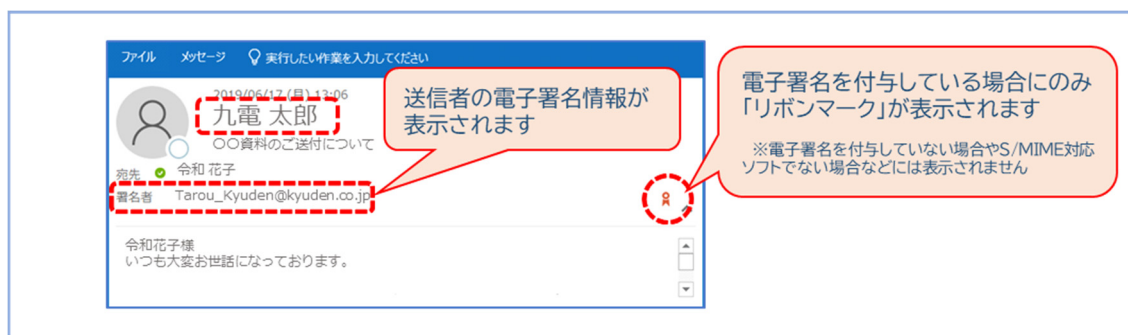 ファイル メッセージ 実行したい作業を入力してください
2019/06/17 (月) 13:06
九電 太郎
〇〇資料のご送付について
宛先 令和 花子
署名者 Tarou_Kyuden@kyuden.co.jp
令和花子様
いつも大変お世話になっております。
送信者の電子署名情報が
表示されます
電子署名を付与している場合にのみ
「リボンマーク」が表示されます
※電子署名を付与していない場合やS/MIME対応
ソフトでない場合などには表示されません